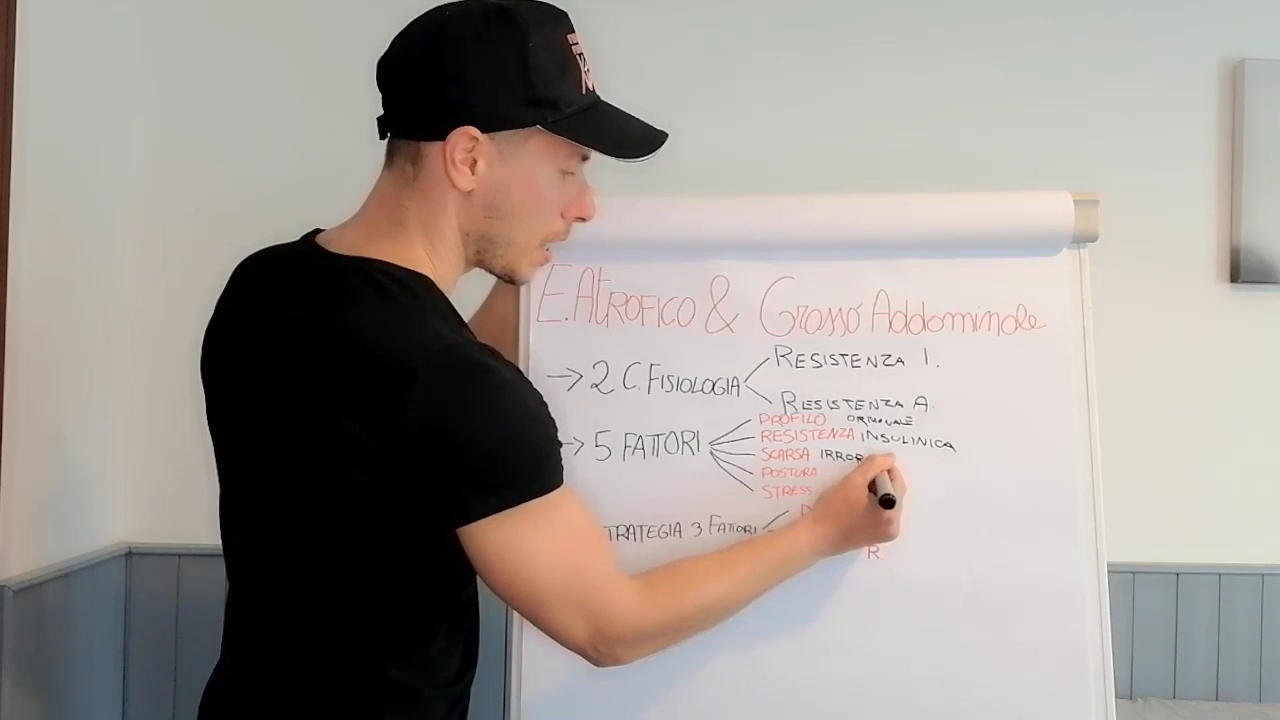 E. ATROFICO & Grasso Addominale
→ 2 C. FISIOLOGIA
RESISTENZA I.
RESISTENZA A.
→ 5 FATTORI
PROFILO ORMONALE
RESISTENZA INSULINICA
SCARSA IRROR
POSTURA
STRESS
TRATEGIA 3 FATTORI
R.